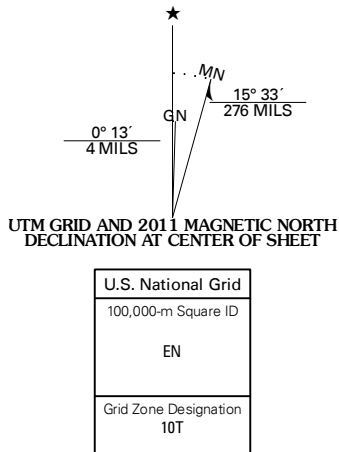 MN
GN
15° 33´
276 MILS
0° 13´
4 MILS
UTM GRID AND 2011 MAGNETIC NORTH
DECLINATION AT CENTER OF SHEET
U.S. National Grid
100,000-m Square ID
EN
Grid Zone Designation
10T